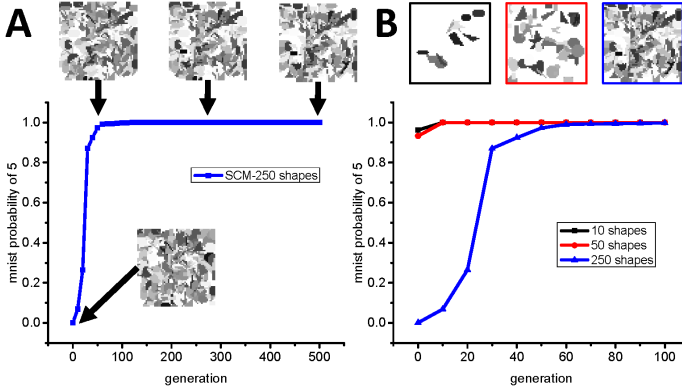 A
B
1.0
0.8
0.6
0.4
0.2
0.0
mnist probability of 5
SCM-250 shapes
0
100
200
300
400
500
generation
1.0
0.8
0.6
0.4
0.2
0.0
mnist probability of 5
10 shapes
50 shapes
250 shapes
0
20
40
60
80
100
generation